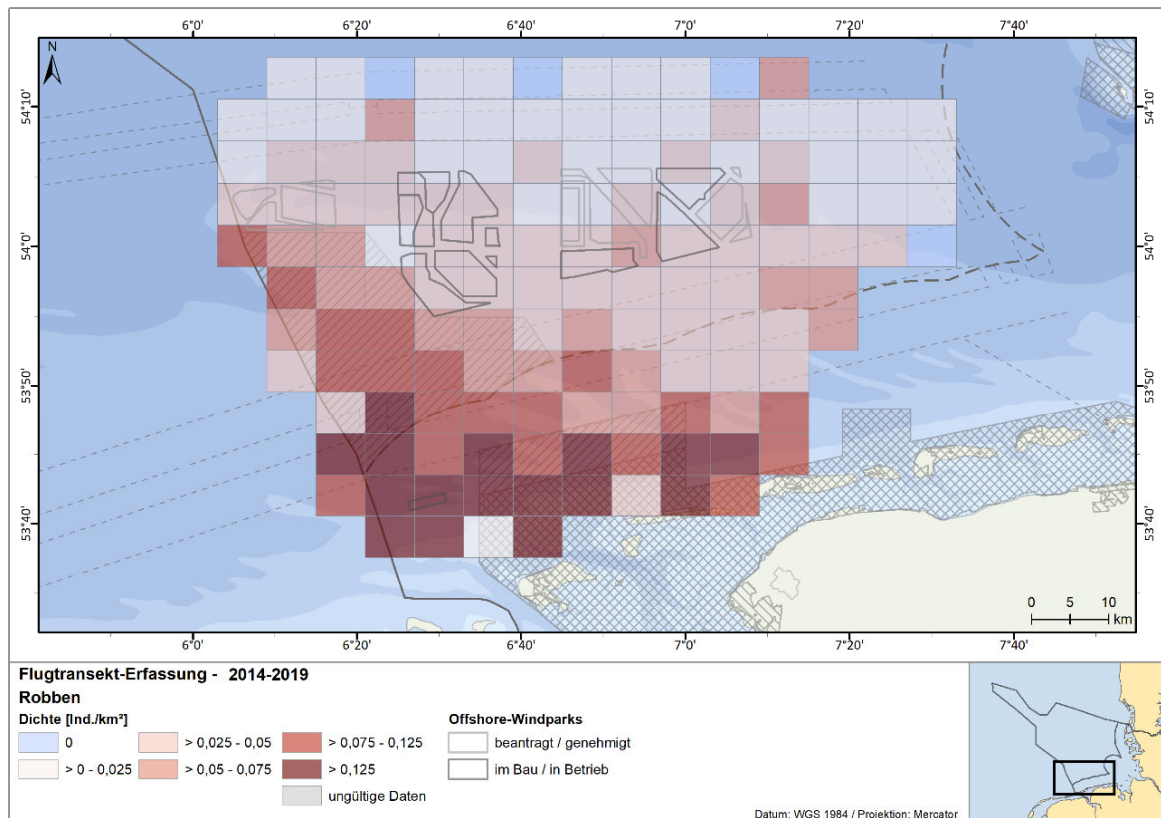 6°0' 6°20' 6°40' 7°0' 7°20' 7°40'
N
54°10' 54°10'
54°0' 54°0'
53°50' 53°50'
53°40' 53°40'
0 5 10
km
6°0' 6°20' 6°40' 7°0' 7°20' 7°40'
Flugtransekt-Erfassung - 2014-2019
Robben
Dichte [Ind./km²]
0
> 0 - 0,025
> 0,025 - 0,05
> 0,05 - 0,075
> 0,075 - 0,125
> 0,125
ungültige Daten
Offshore-Windparks
beantragt / genehmigt
im Bau / in Betrieb
Datum: WGS 1984 / Projektion: Mercator